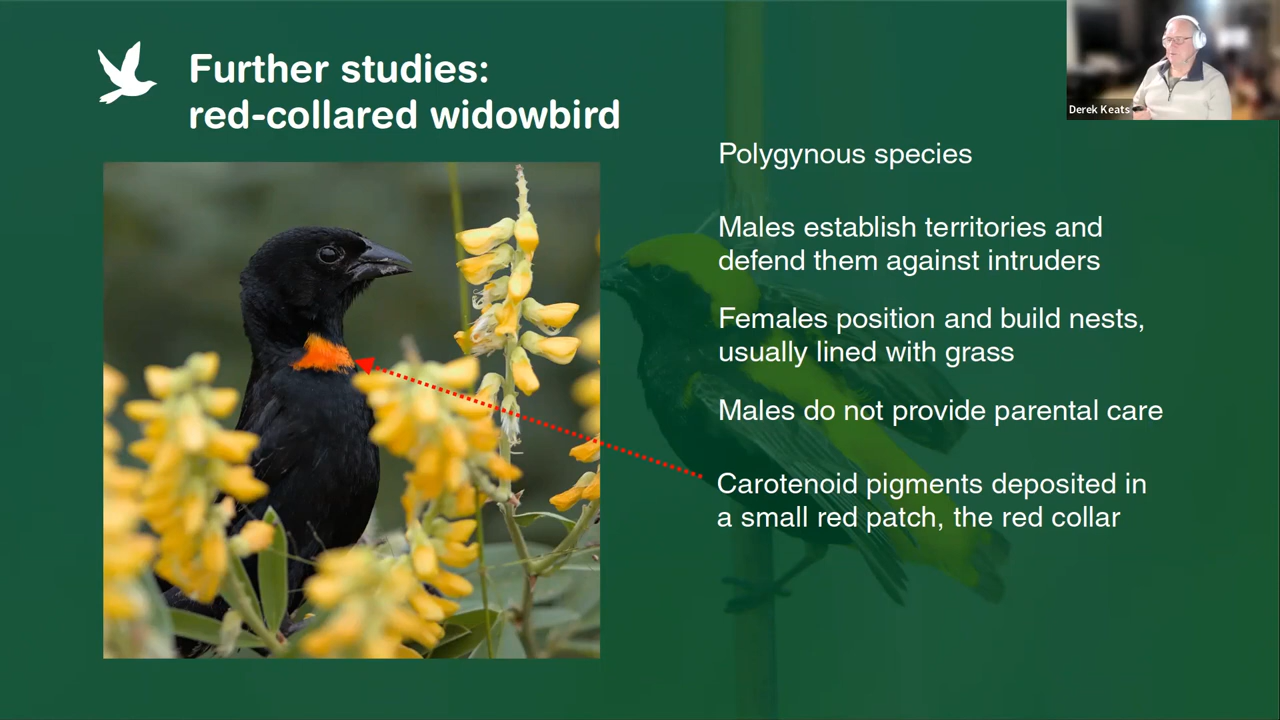 Further studies:
red-collared widowbird
Derek Keats
Polygynous species
Males establish territories and
defend them against intruders
Females position and build nests,
usually lined with grass
Males do not provide parental care
Carotenoid pigments deposited in
a small red patch, the red collar